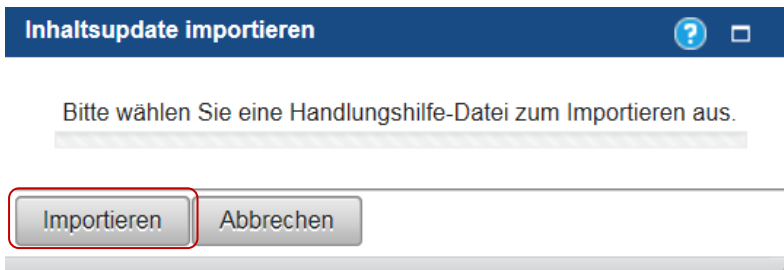 Inhaltsupdate importieren
Bitte wählen Sie eine Handlungshilfe-Datei zum Importieren aus.
Importieren Abbrechen